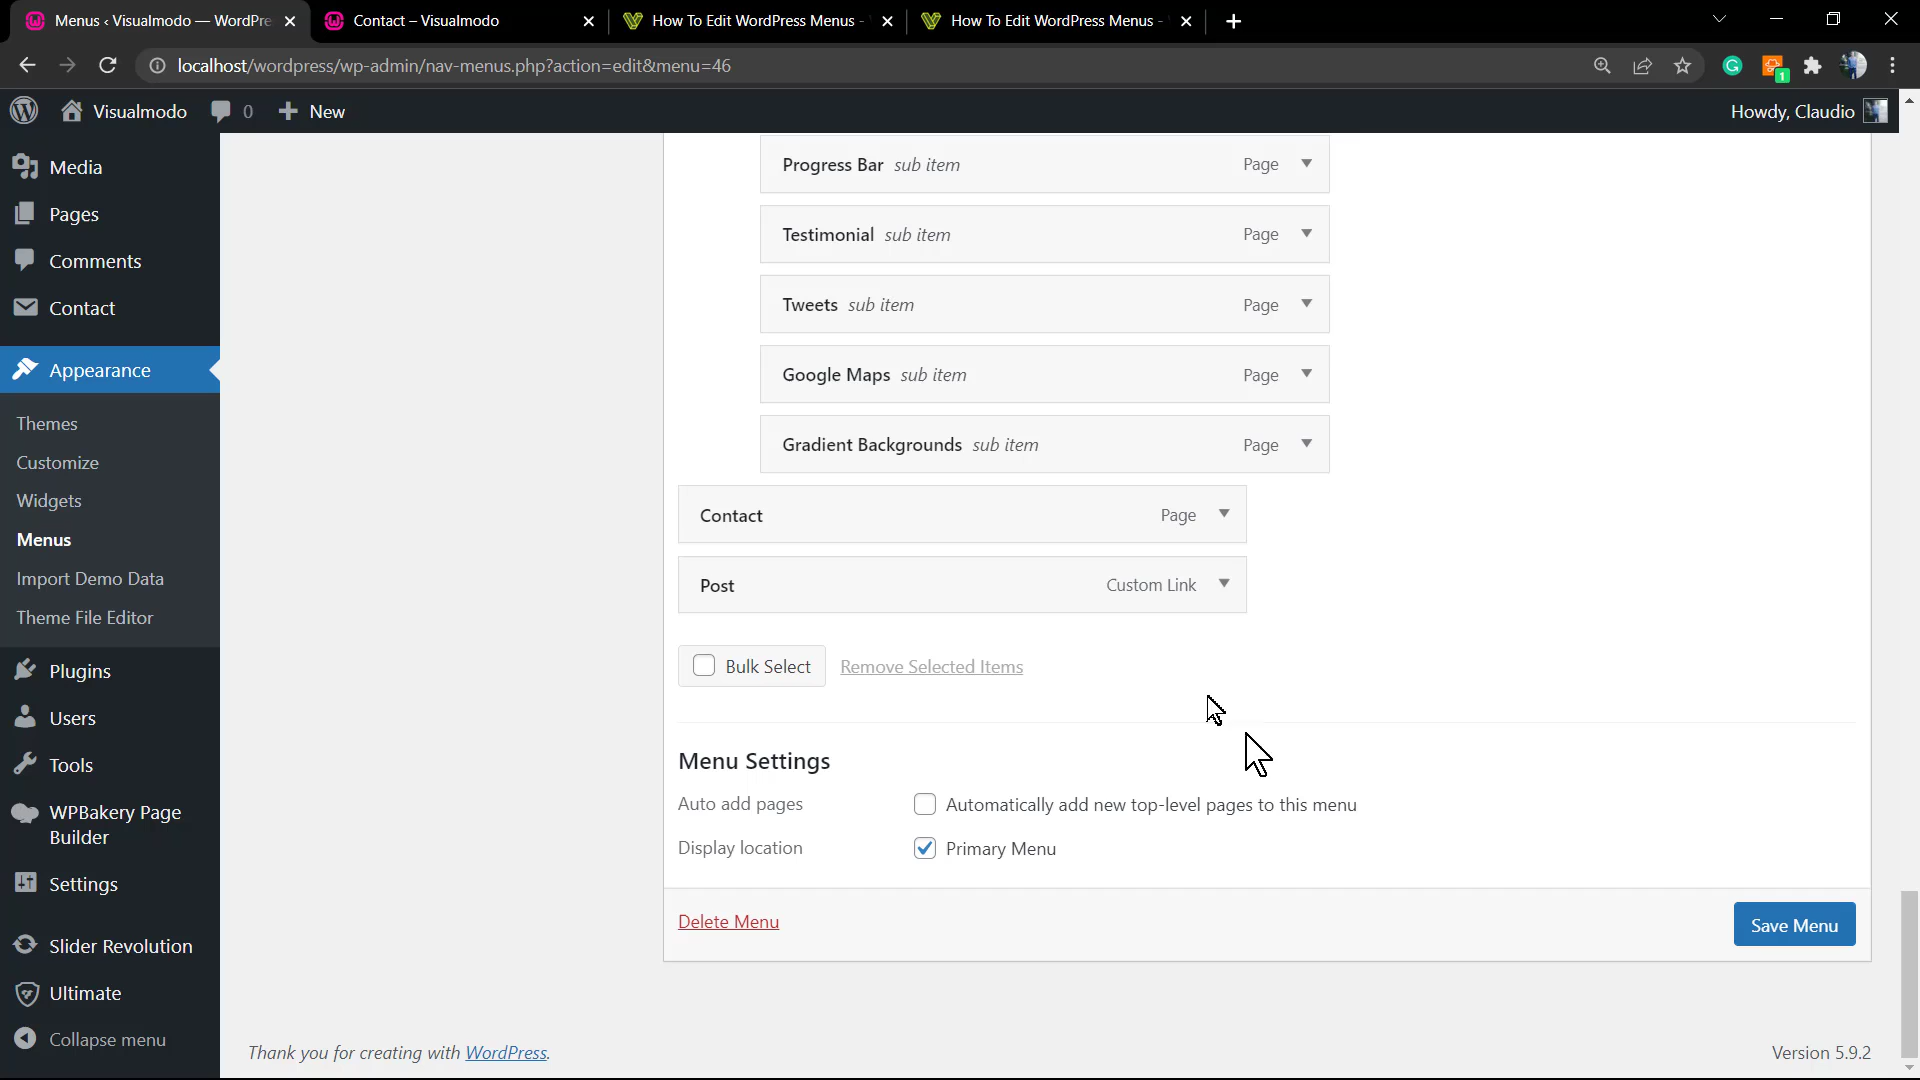 Menus ‹ Visualmodo — WordPre
Contact – Visualmodo
How To Edit WordPress Menus -
How To Edit WordPress Menus -
localhost/wordpress/wp-admin/nav-menus.php?action=edit&menu=46
1
Visualmodo
0
New
Howdy, Claudio
Media
Pages
Comments
Contact
Appearance
Themes
Customize
Widgets
Menus
Import Demo Data
Theme File Editor
Plugins
Users
Tools
WPBakery Page
Builder
Settings
Slider Revolution
Ultimate
Collapse menu
Progress Bar sub item Page
Testimonial sub item Page
Tweets sub item Page
Google Maps sub item Page
Gradient Backgrounds sub item Page
Contact Page
Post Custom Link
Bulk Select Remove Selected Items
Menu Settings
Auto add pages Automatically add new top-level pages to this menu
Display location Primary Menu
Delete Menu Save Menu
Thank you for creating with WordPress. Version 5.9.2